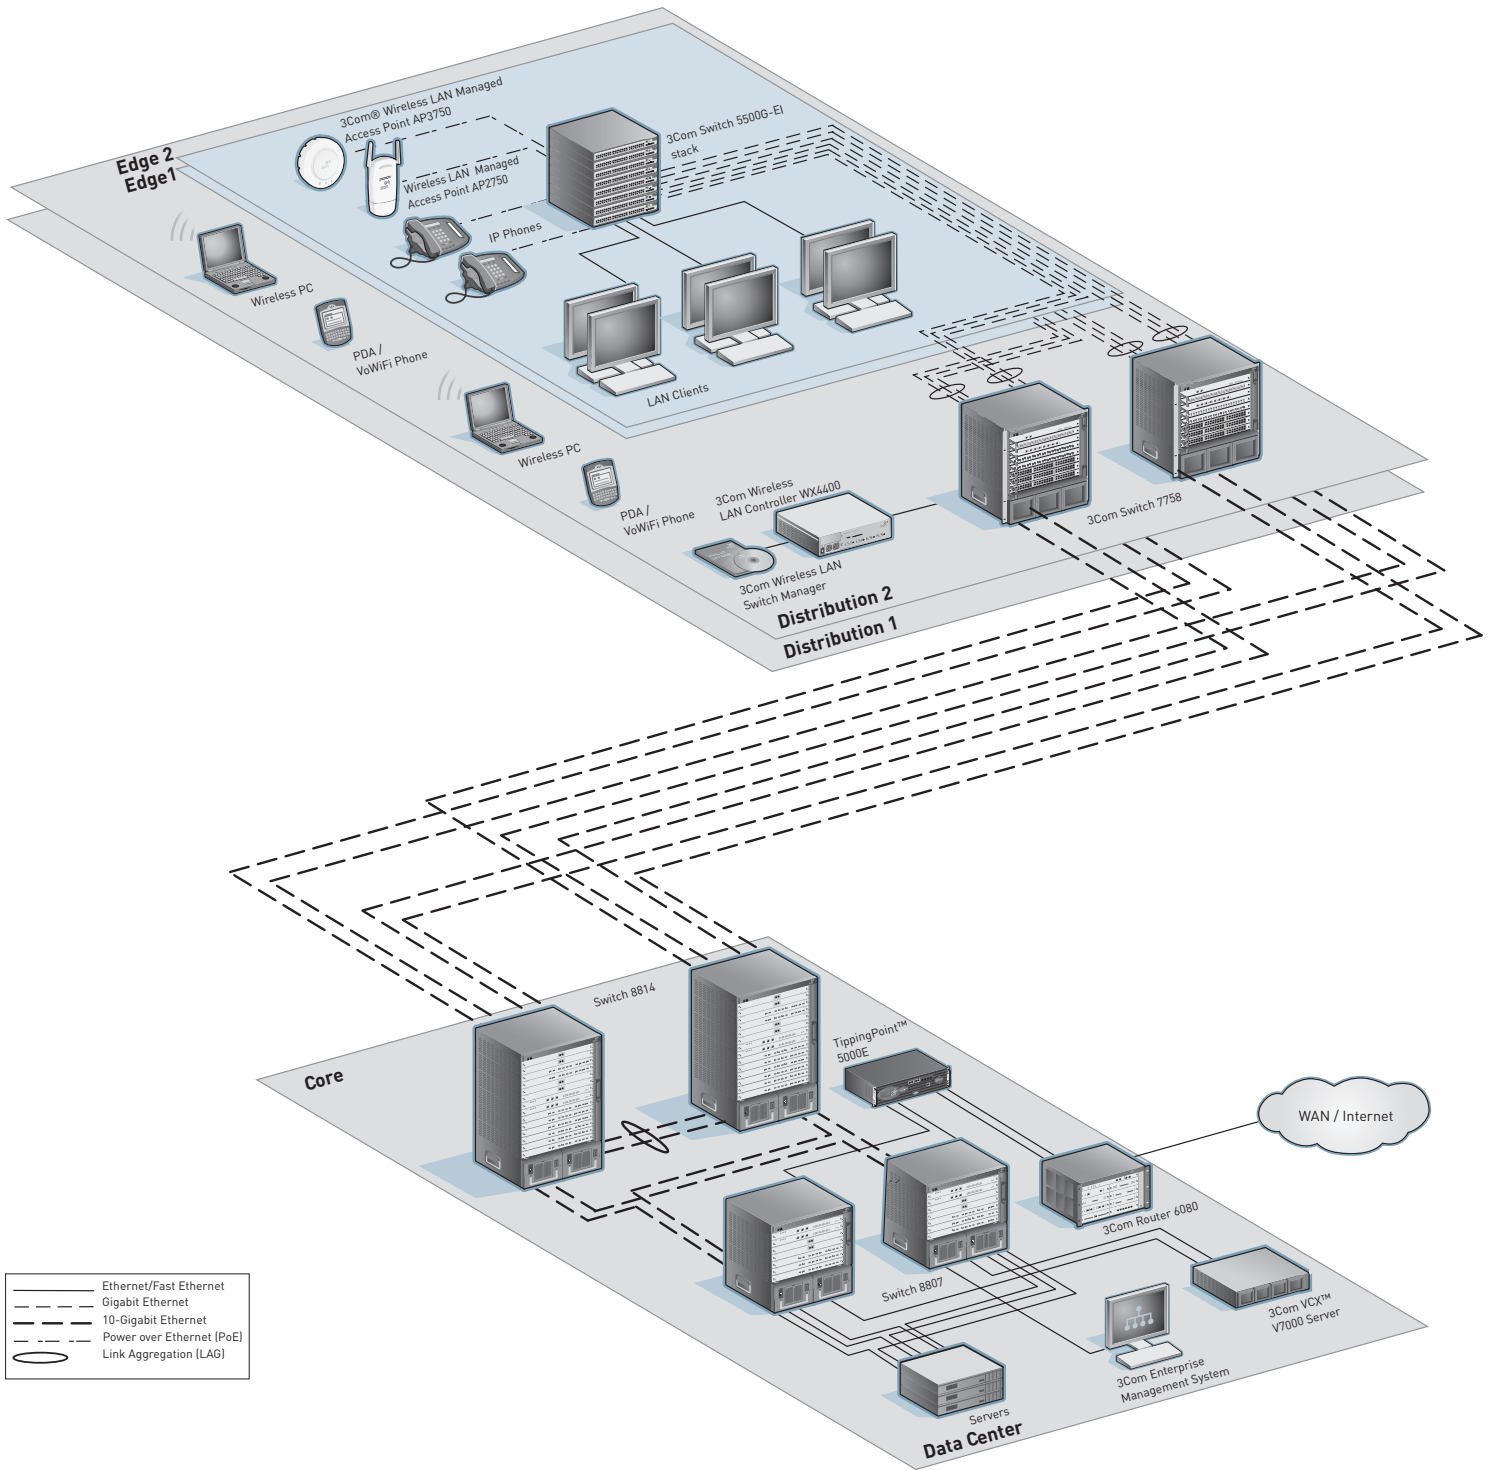 3Com® Wireless LAN Managed
Access Point AP3750
3Com Switch 5500G-EI
stack
Edge 2
Edge1
Wireless LAN Managed
Access Point AP2750
IP Phones
Wireless PC
PDA /
VoWiFi Phone
LAN Clients
Wireless PC
PDA /
VoWiFi Phone
3Com Wireless
LAN Controller WX4400
3Com Switch 7758
3Com Wireless LAN
Switch Manager
Distribution 2
Distribution 1
Switch 8814
Core
TippingPoint™
5000E
WAN / Internet
3Com Router 6080
Switch 8807
3Com VCX™
V7000 Server
3Com Enterprise
Management System
Servers
Data Center
Ethernet/Fast Ethernet
Gigabit Ethernet
10-Gigabit Ethernet
Power over Ethernet (PoE)
Link Aggregation (LAG)